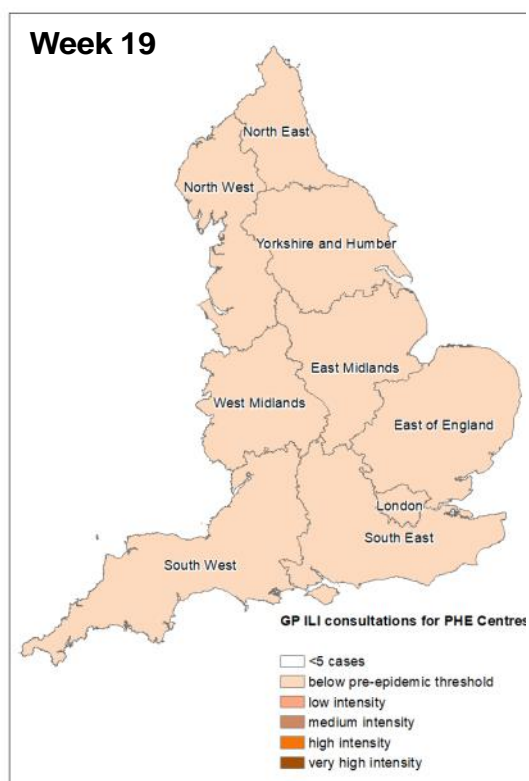 Week 19
North East
North West
Yorkshire and Humber
East Midlands
West Midlands
East of England
London
South East
South West
GP ILI consultations for PHE Centres
<5 cases
below pre-epidemic threshold
low intensity
medium intensity
high intensity
very high intensity